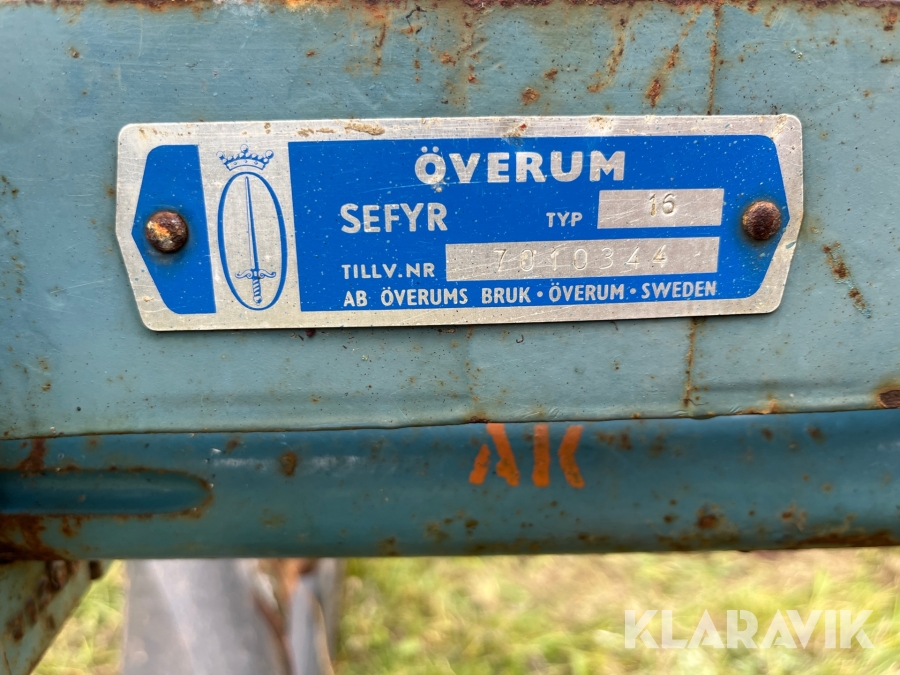 ÖVERUM
SEFYR TYP 16
TILLV.NR 7010344
AB ÖVERUMS BRUK · ÖVERUM · SWEDEN
AK
KLARAVIK